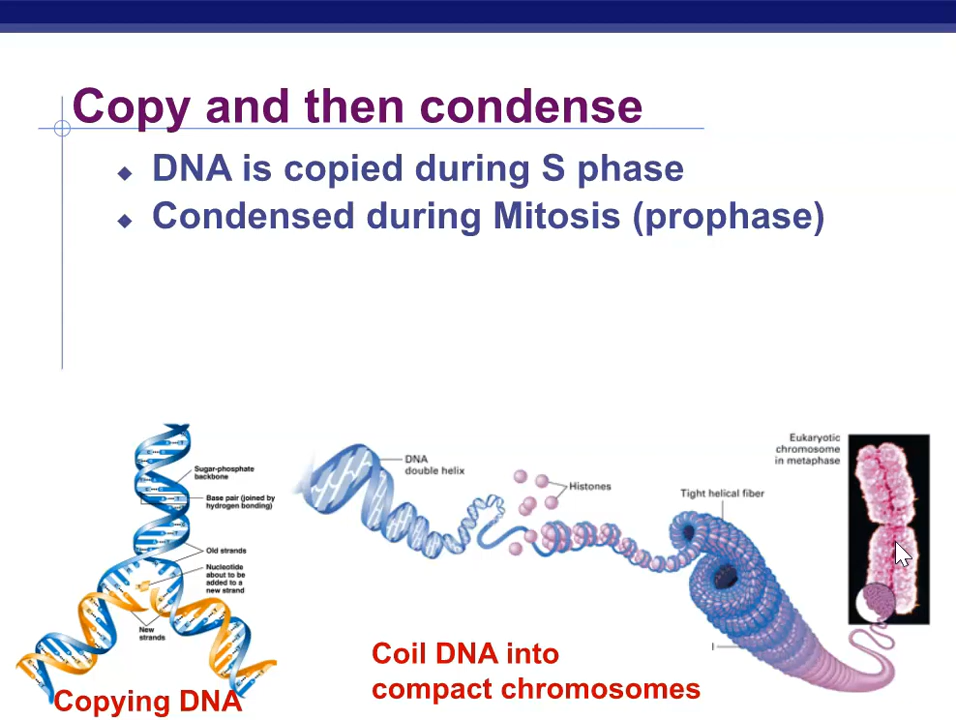 Copy and then condense
DNA is copied during S phase
Condensed during Mitosis (prophase)
Sugar-phosphate
backbone
Base pair (joined by
hydrogen bonding)
Old strands
Nucleotide
about to be
added to a
new strand
New
strands
Copying DNA
DNA
double helix
Histones
Tight helical fiber
Eukaryotic
chromosome
in metaphase
Coil DNA into
compact chromosomes